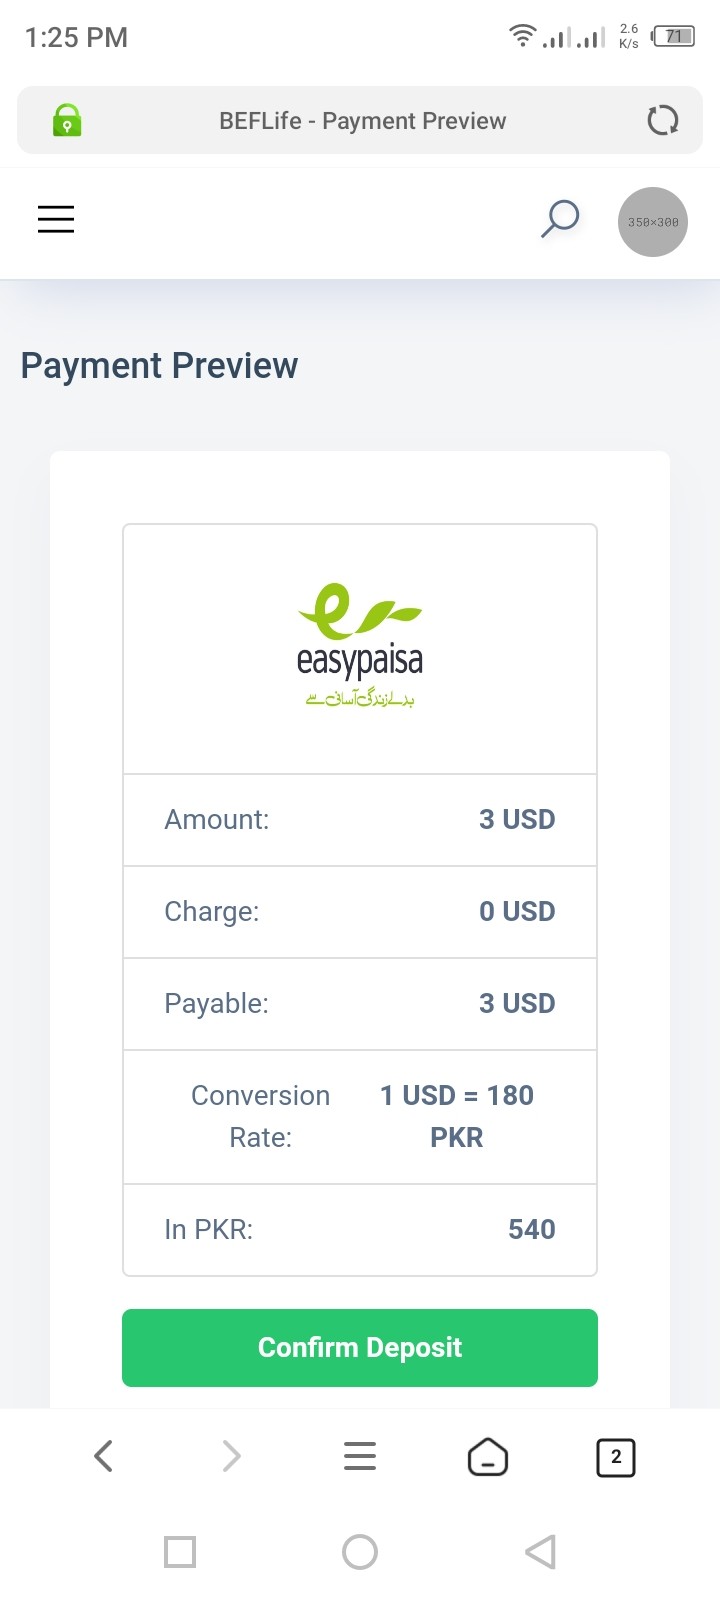 1:25 PM
2.6
K/s
71
BEFLife - Payment Preview
350×300
Payment Preview
easypaisa
بدلے زندگی آسانی سے
Amount: 3 USD
Charge: 0 USD
Payable: 3 USD
Conversion 1 USD = 180
Rate: PKR
In PKR: 540
Confirm Deposit
2